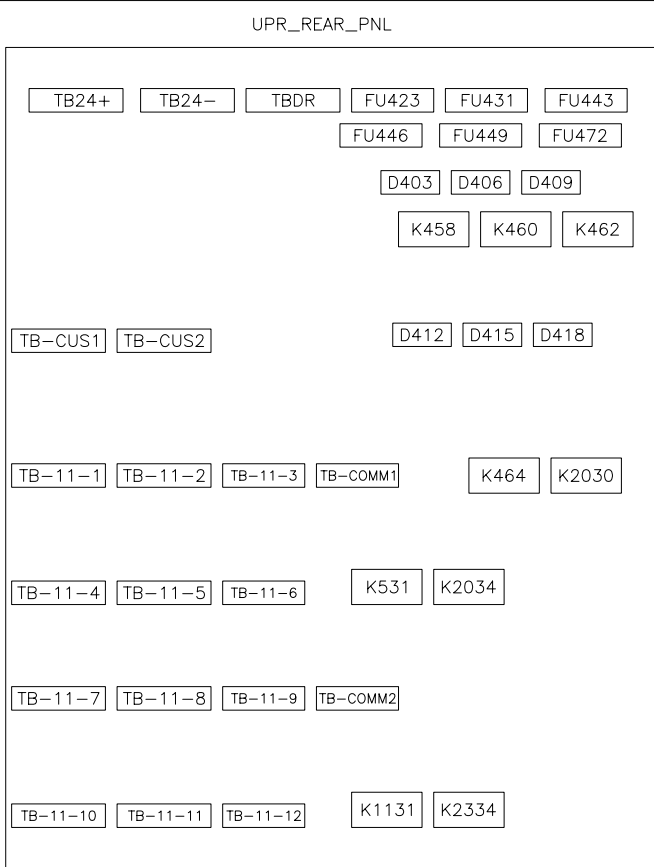 UPR_REAR_PNL
TB24+ TB24- TBDR FU423 FU431 FU443
FU446 FU449 FU472
D403 D406 D409
K458 K460 K462
TB-CUS1 TB-CUS2 D412 D415 D418
TB-11-1 TB-11-2 TB-11-3 TB-COMM1 K464 K2030
TB-11-4 TB-11-5 TB-11-6 K531 K2034
TB-11-7 TB-11-8 TB-11-9 TB-COMM2
TB-11-10 TB-11-11 TB-11-12 K1131 K2334